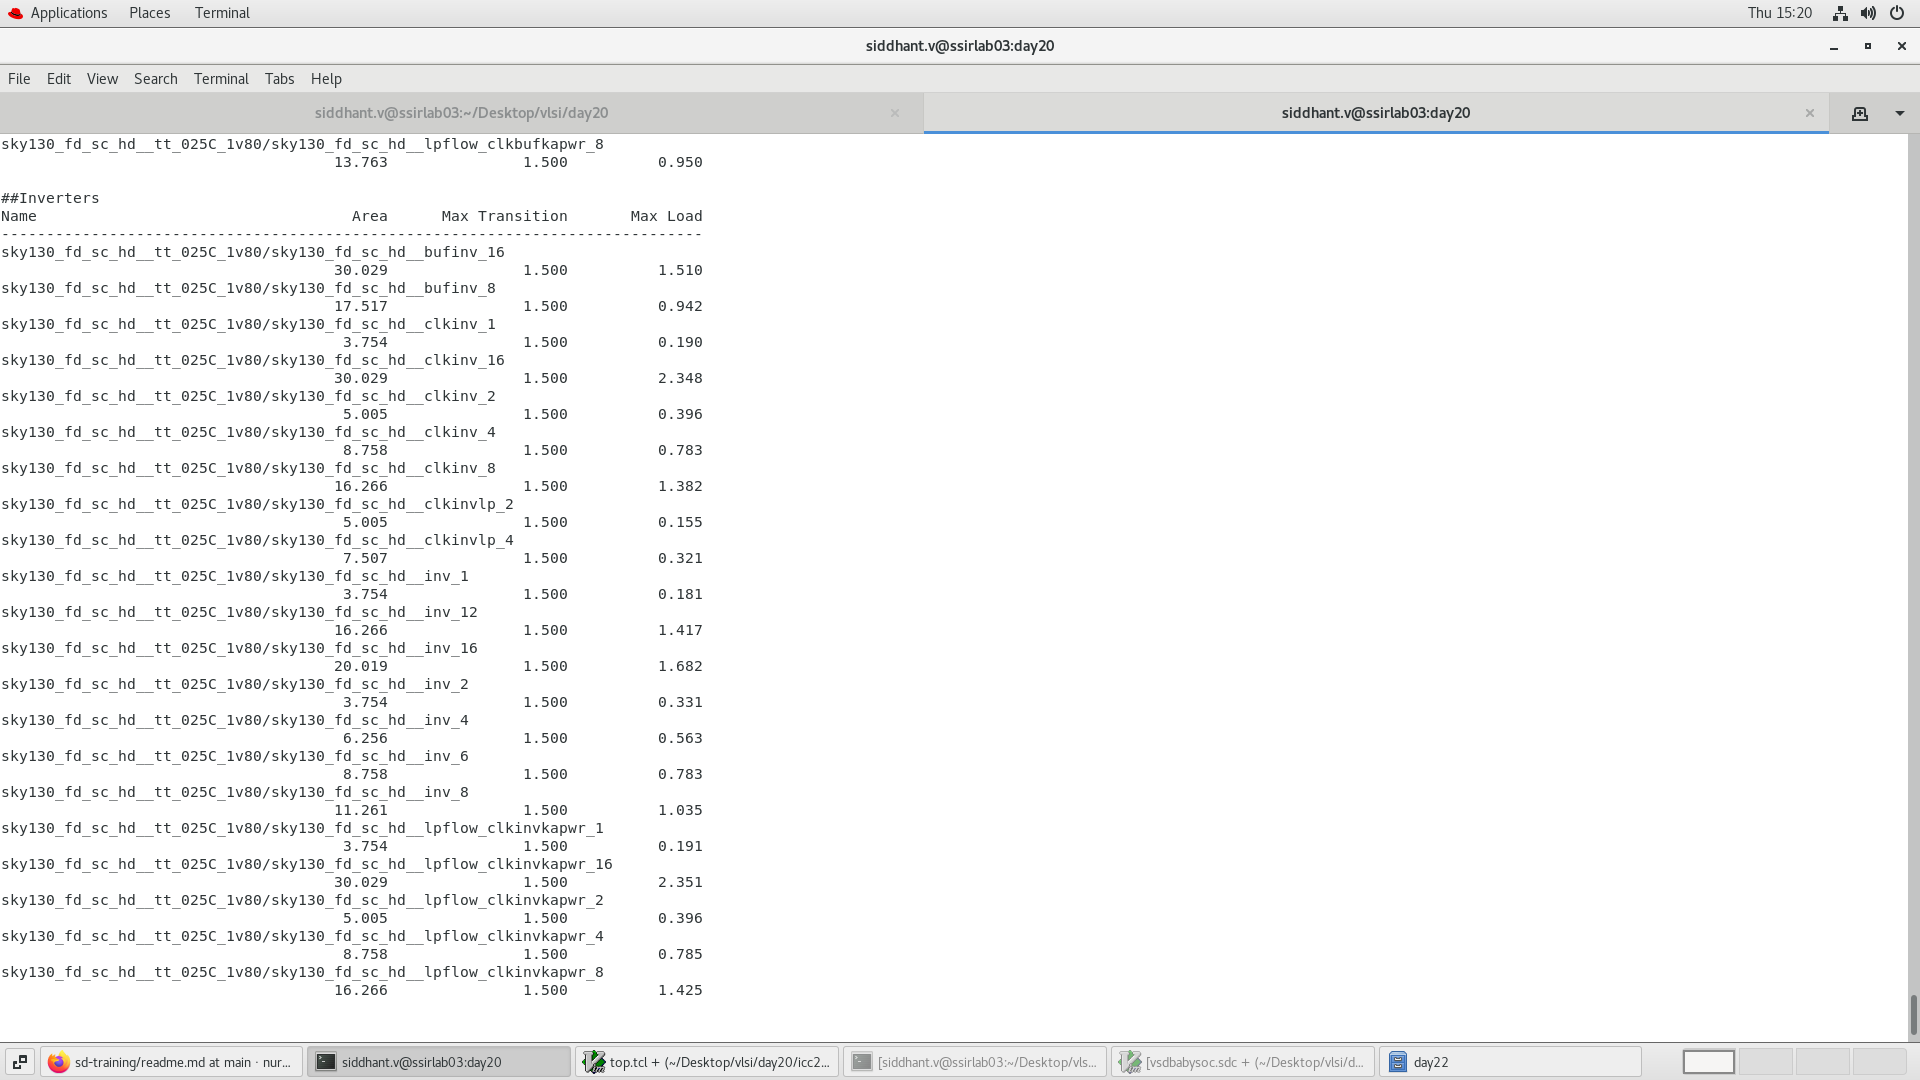 Applications Places Terminal Thu 15:20
siddhant.v@ssirlab03:day20
File Edit View Search Terminal Tabs Help
siddhant.v@ssirlab03:~/Desktop/vlsi/day20 × siddhant.v@ssirlab03:day20 ×
sky130_fd_sc_hd__tt_025C_1v80/sky130_fd_sc_hd__lpflow_clkbufkapwr_8
13.763 1.500 0.950
##Inverters
Name Area Max Transition Max Load
------------------------------------------------------------------------------
sky130_fd_sc_hd__tt_025C_1v80/sky130_fd_sc_hd__bufinv_16
30.029 1.500 1.510
sky130_fd_sc_hd__tt_025C_1v80/sky130_fd_sc_hd__bufinv_8
17.517 1.500 0.942
sky130_fd_sc_hd__tt_025C_1v80/sky130_fd_sc_hd__clkinv_1
3.754 1.500 0.190
sky130_fd_sc_hd__tt_025C_1v80/sky130_fd_sc_hd__clkinv_16
30.029 1.500 2.348
sky130_fd_sc_hd__tt_025C_1v80/sky130_fd_sc_hd__clkinv_2
5.005 1.500 0.396
sky130_fd_sc_hd__tt_025C_1v80/sky130_fd_sc_hd__clkinv_4
8.758 1.500 0.783
sky130_fd_sc_hd__tt_025C_1v80/sky130_fd_sc_hd__clkinv_8
16.266 1.500 1.382
sky130_fd_sc_hd__tt_025C_1v80/sky130_fd_sc_hd__clkinvlp_2
5.005 1.500 0.155
sky130_fd_sc_hd__tt_025C_1v80/sky130_fd_sc_hd__clkinvlp_4
7.507 1.500 0.321
sky130_fd_sc_hd__tt_025C_1v80/sky130_fd_sc_hd__inv_1
3.754 1.500 0.181
sky130_fd_sc_hd__tt_025C_1v80/sky130_fd_sc_hd__inv_12
16.266 1.500 1.417
sky130_fd_sc_hd__tt_025C_1v80/sky130_fd_sc_hd__inv_16
20.019 1.500 1.682
sky130_fd_sc_hd__tt_025C_1v80/sky130_fd_sc_hd__inv_2
3.754 1.500 0.331
sky130_fd_sc_hd__tt_025C_1v80/sky130_fd_sc_hd__inv_4
6.256 1.500 0.563
sky130_fd_sc_hd__tt_025C_1v80/sky130_fd_sc_hd__inv_6
8.758 1.500 0.783
sky130_fd_sc_hd__tt_025C_1v80/sky130_fd_sc_hd__inv_8
11.261 1.500 1.035
sky130_fd_sc_hd__tt_025C_1v80/sky130_fd_sc_hd__lpflow_clkinvkapwr_1
3.754 1.500 0.191
sky130_fd_sc_hd__tt_025C_1v80/sky130_fd_sc_hd__lpflow_clkinvkapwr_16
30.029 1.500 2.351
sky130_fd_sc_hd__tt_025C_1v80/sky130_fd_sc_hd__lpflow_clkinvkapwr_2
5.005 1.500 0.396
sky130_fd_sc_hd__tt_025C_1v80/sky130_fd_sc_hd__lpflow_clkinvkapwr_4
8.758 1.500 0.785
sky130_fd_sc_hd__tt_025C_1v80/sky130_fd_sc_hd__lpflow_clkinvkapwr_8
16.266 1.500 1.425
sd-training/readme.md at main · nur... siddhant.v@ssirlab03:day20 top.tcl + (~/Desktop/vlsi/day20/icc2... [siddhant.v@ssirlab03:~/Desktop/vls... [vsdbabysoc.sdc + (~/Desktop/vlsi/d... day22